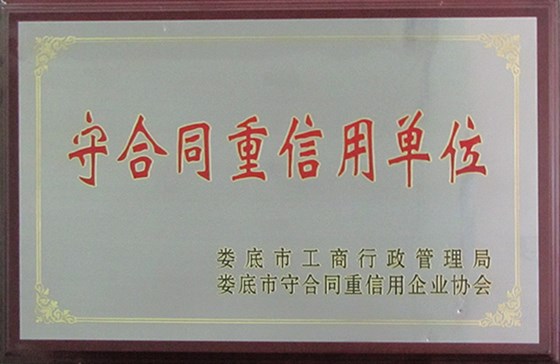 守合同重信用单位
娄底市工商行政管理局
娄底市守合同重信用企业协会